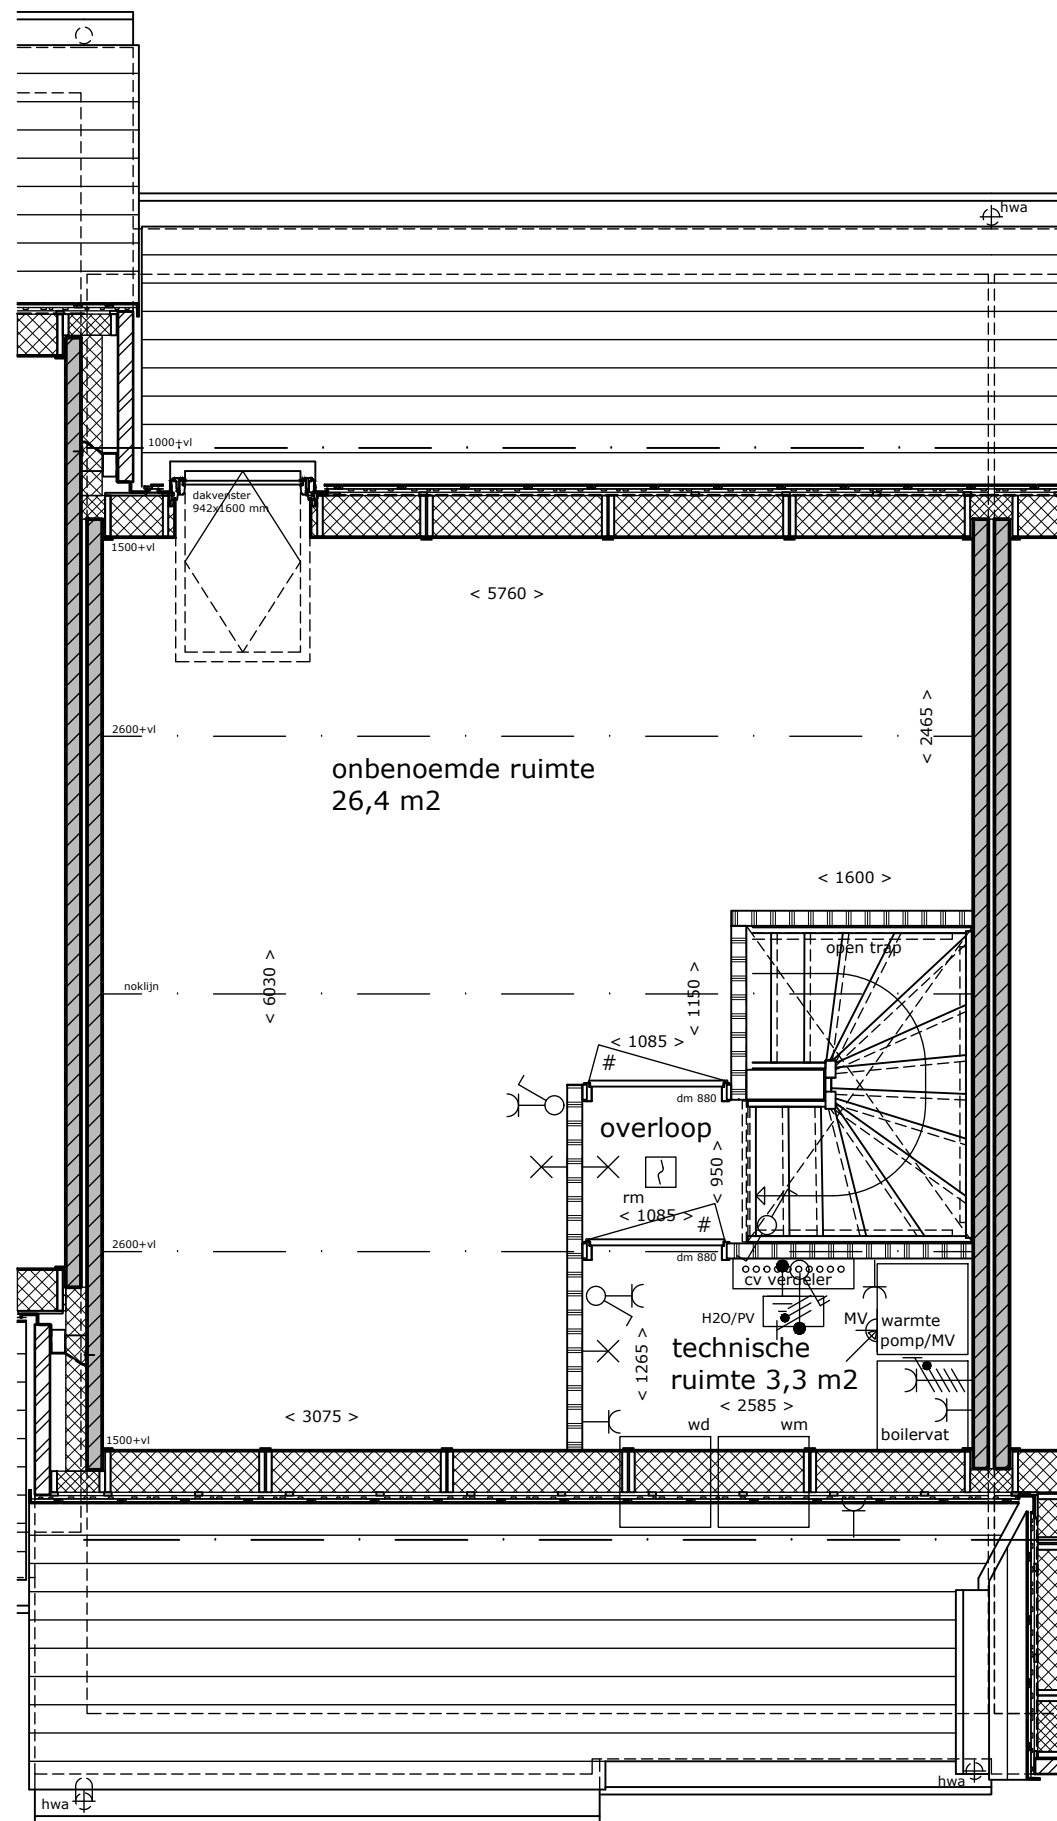 hwa
1000+vl
dakvenster
942x1600 mm
1500+vl
< 5760 >
< 2465 >
2600+vl
onbenoemde ruimte
26,4 m2
< 1600 >
open trap
noklijn
< 6030 >
< 1150 >
< 1085 >
#
dm 880
overloop
< 950 >
rm
< 1085 >
#
2600+vl
dm 880
cv verdeler
H2O/PV
MV
warmte
pomp/MV
technische
ruimte 3,3 m2
< 1265 >
< 2585 >
< 3075 >
wd
wm
boilervat
1500+vl
hwa
hwa